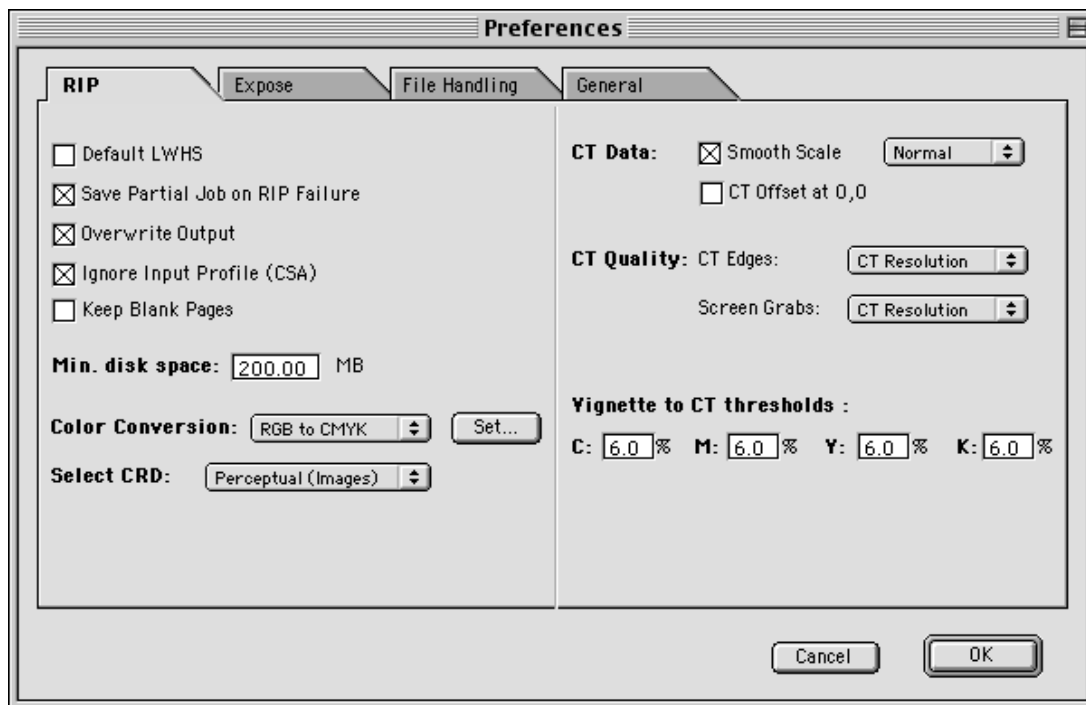 Preferences
RIP
Expose
File Handling
General
Default LWHS
Save Partial Job on RIP Failure
Overwrite Output
Ignore Input Profile (CSA)
Keep Blank Pages
Min. disk space: 200.00 MB
Color Conversion: RGB to CMYK Set...
Select CRD: Perceptual (Images)
CT Data: Smooth Scale Normal
CT Offset at 0,0
CT Quality: CT Edges: CT Resolution
Screen Grabs: CT Resolution
Vignette to CT thresholds :
C: 6.0 % M: 6.0 % Y: 6.0 % K: 6.0 %
Cancel OK